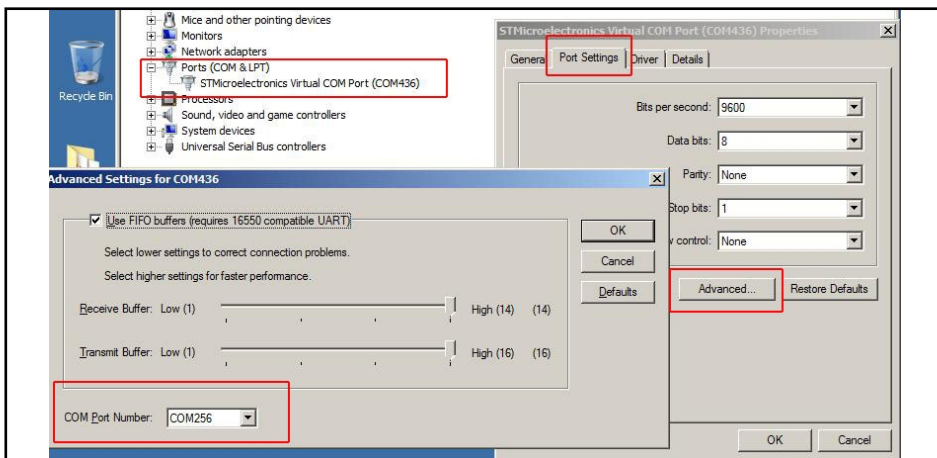 Mice and other pointing devices
Monitors
Network adapters
Ports (COM & LPT)
STMicroelectronics Virtual COM Port (COM436)
Processors
Sound, video and game controllers
System devices
Universal Serial Bus controllers
Recycle Bin
STMicroelectronics Virtual COM Port (COM436) Properties
General Port Settings Driver Details
Bits per second: 9600
Data bits: 8
Parity: None
Stop bits: 1
control: None
Advanced... Restore Defaults
OK Cancel
Advanced Settings for COM436
Use FIFO buffers (requires 16550 compatible UART)
Select lower settings to correct connection problems.
Select higher settings for faster performance.
Receive Buffer: Low (1) High (14) (14)
Transmit Buffer: Low (1) High (16) (16)
COM Port Number: COM256
OK
Cancel
Defaults